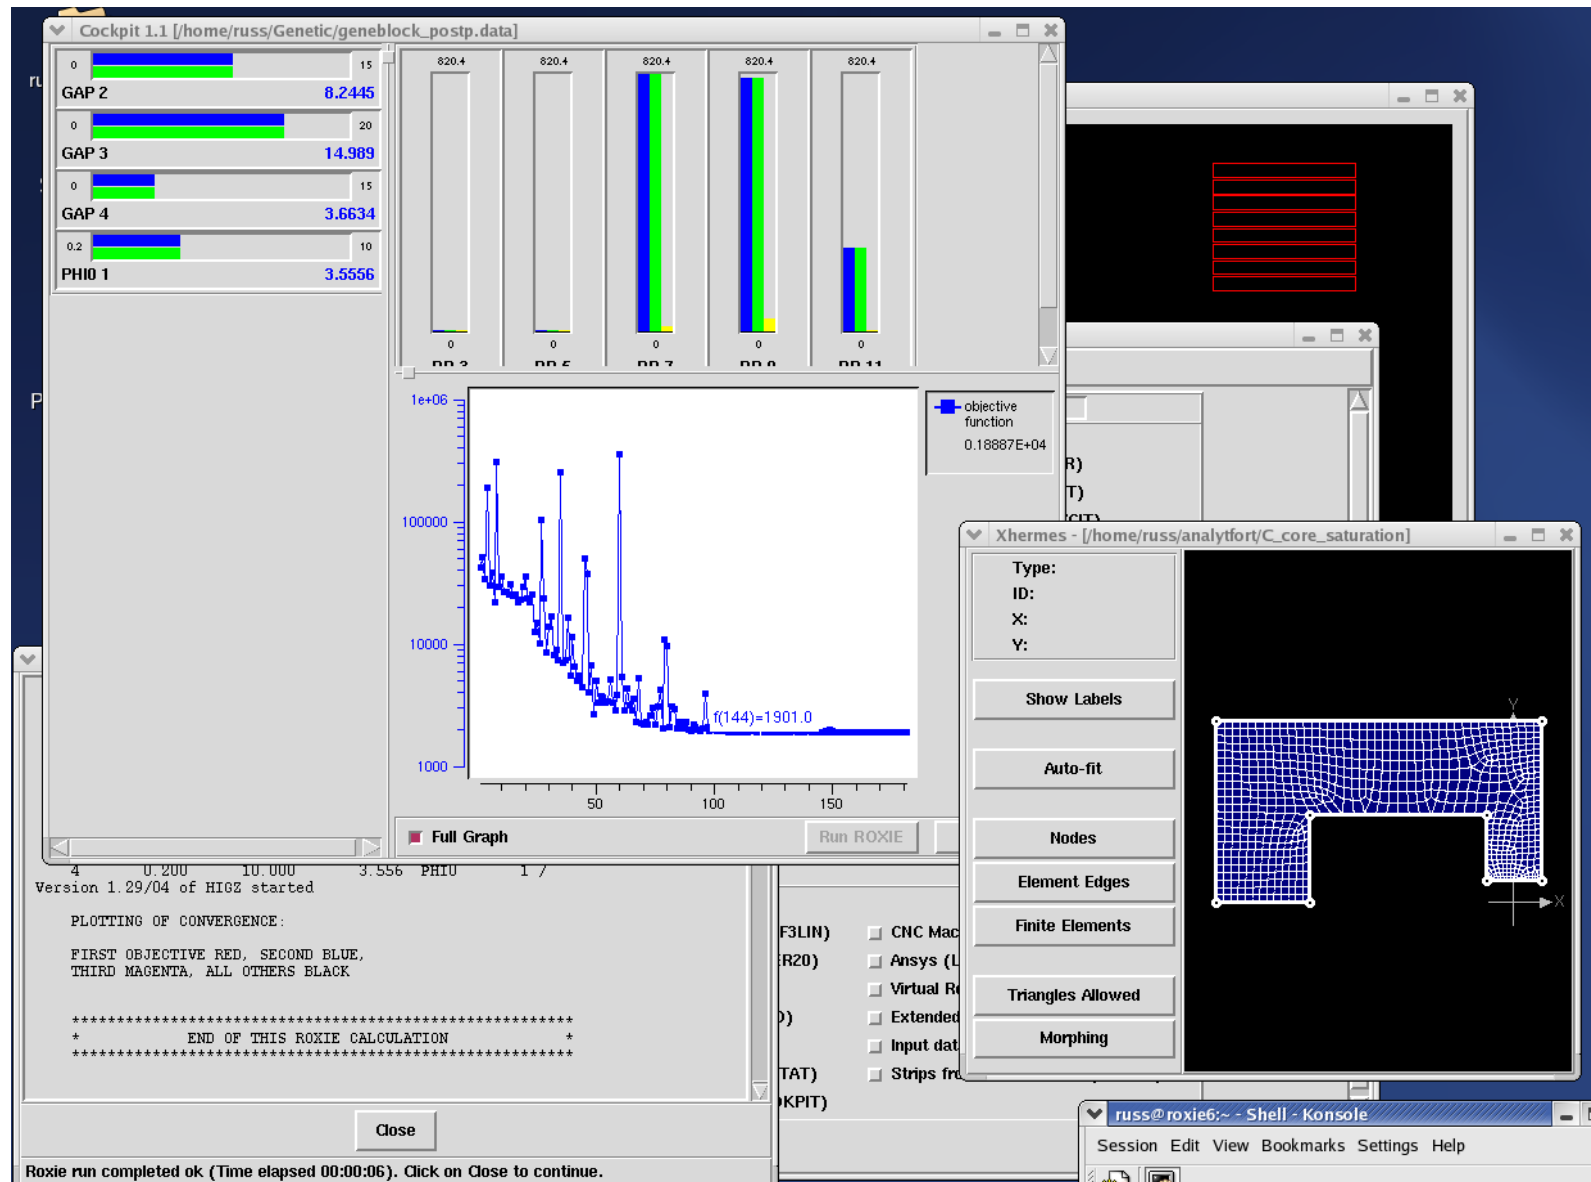 Cockpit 1.1 [/home/russ/Genetic/geneblock_postp.data]
0 15
GAP 2 8.2445
0 20
GAP 3 14.989
0 15
GAP 4 3.6634
0.2 10
PHI0 1 3.5556
820.4 820.4 820.4 820.4 820.4
0 0 0 0 0
1e+06
100000
10000
1000
50 100 150
f(144)=1901.0
objective
function
0.18887E+04
Full Graph
Run ROXIE
R)
T)
Xhermes - [/home/russ/analytfort/C_core_saturation]
Type:
ID:
X:
Y:
Show Labels
Auto-fit
Nodes
Element Edges
Finite Elements
Triangles Allowed
Morphing
Y
X
4 0.200 10.000 3.556 PHI0 1 /
Version 1.29/04 of HIGZ started
PLOTTING OF CONVERGENCE:
FIRST OBJECTIVE RED, SECOND BLUE,
THIRD MAGENTA, ALL OTHERS BLACK
******************************************************
* END OF THIS ROXIE CALCULATION *
******************************************************
Close
Roxie run completed ok (Time elapsed 00:00:06). Click on Close to continue.
F3LIN) CNC Mac
ER20) Ansys (L
Virtual Re
) Extended
Input dat
TAT) Strips fro
OKPIT)
russ@roxie6:~ - Shell - Konsole
Session Edit View Bookmarks Settings Help